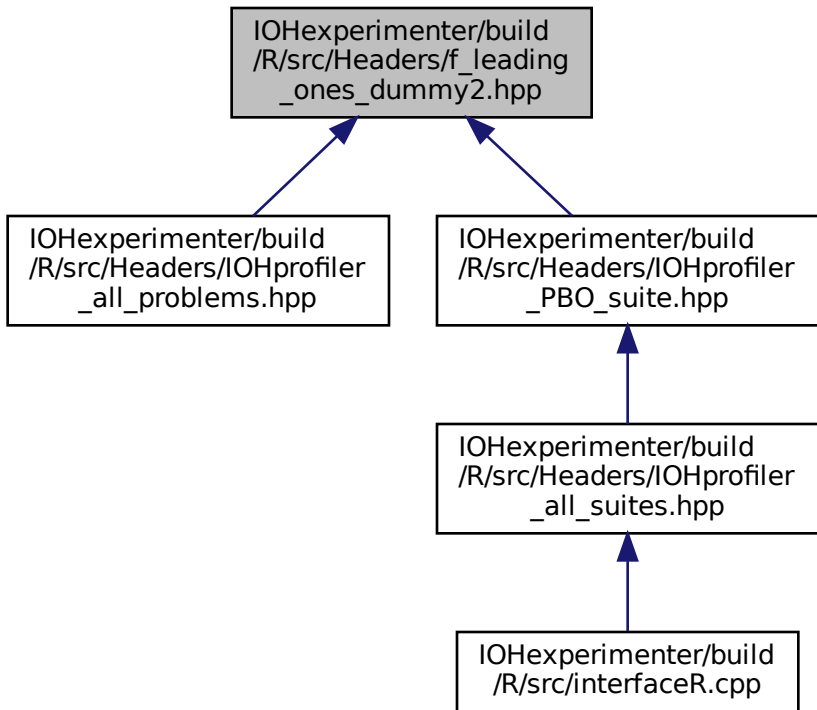 IOHexperimenter/build
/R/src/Headers/f_leading
_ones_dummy2.hpp
IOHexperimenter/build
/R/src/Headers/IOHprofiler
_all_problems.hpp
IOHexperimenter/build
/R/src/Headers/IOHprofiler
_PBO_suite.hpp
IOHexperimenter/build
/R/src/Headers/IOHprofiler
_all_suites.hpp
IOHexperimenter/build
/R/src/interfaceR.cpp